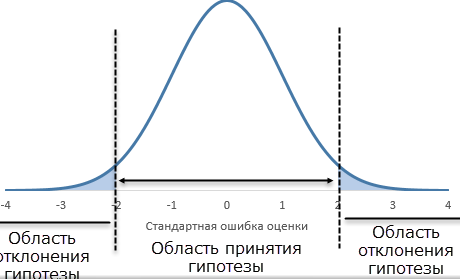 -4 -3 -2 -1 0 1 2 3 4
Стандартная ошибка оценки
Область
отклонения
гипотезы
Область принятия
гипотезы
Область
отклонения
гипотезы